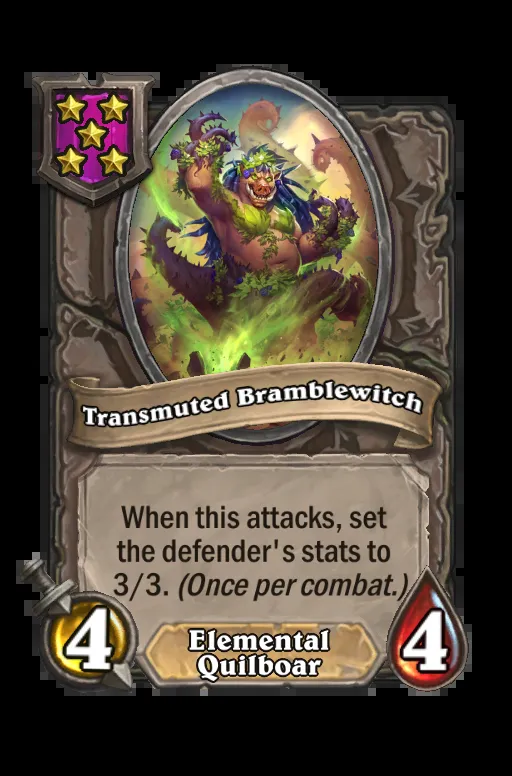 Transmuted Bramblewitch
When this attacks, set
the defender's stats to
3/3. (Once per combat.)
4
Elemental
Quilboar
4